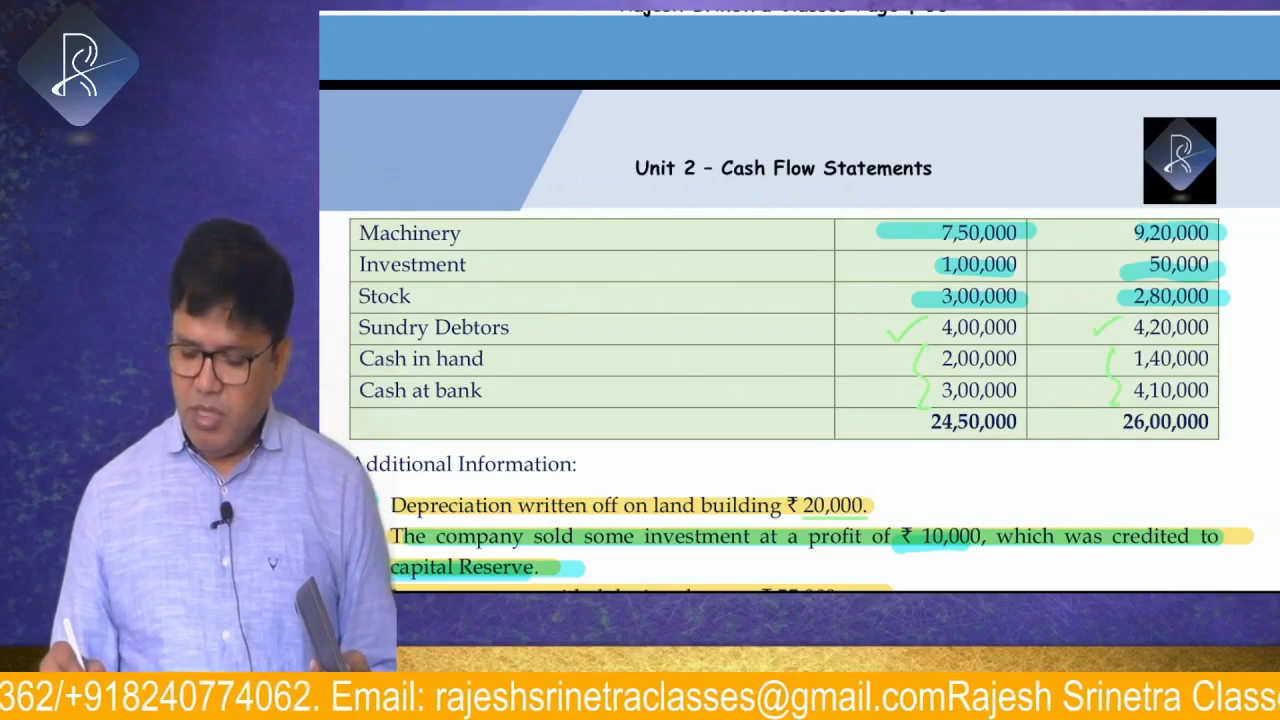 Unit 2 – Cash Flow Statements
Machinery 7,50,000 9,20,000
Investment 1,00,000 50,000
Stock 3,00,000 2,80,000
Sundry Debtors 4,00,000 4,20,000
Cash in hand 2,00,000 1,40,000
Cash at bank 3,00,000 4,10,000
24,50,000 26,00,000
Additional Information:
Depreciation written off on land building ₹ 20,000.
The company sold some investment at a profit of ₹ 10,000, which was credited to
capital Reserve.
362/+918240774062. Email: rajeshsrinetraclasses@gmail.comRajesh Srinetra Class